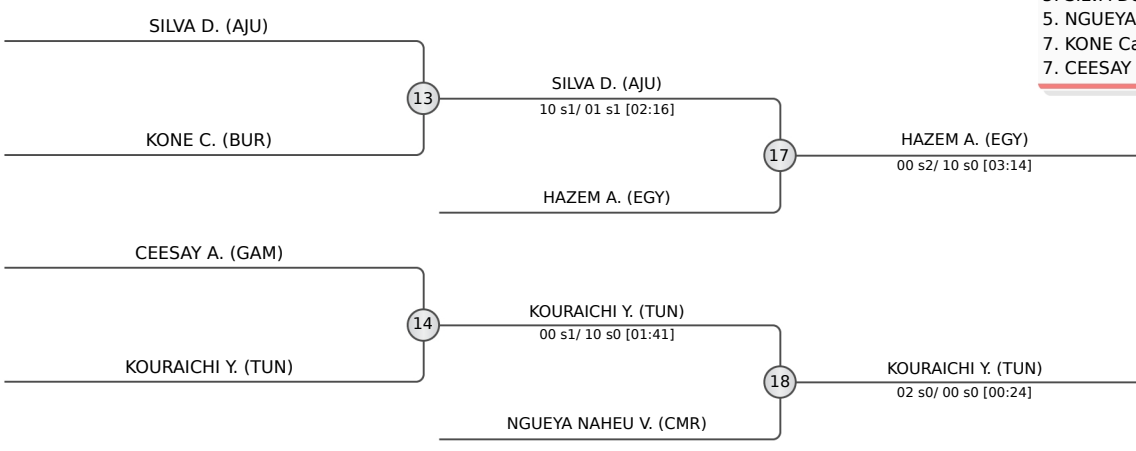 SILVA D. (AJU)
5. NGUEYA
7. KONE Ca
7. CEESAY
13
SILVA D. (AJU)
10 s1/ 01 s1 [02:16]
KONE C. (BUR)
17
HAZEM A. (EGY)
00 s2/ 10 s0 [03:14]
HAZEM A. (EGY)
CEESAY A. (GAM)
14
KOURAICHI Y. (TUN)
00 s1/ 10 s0 [01:41]
KOURAICHI Y. (TUN)
18
KOURAICHI Y. (TUN)
02 s0/ 00 s0 [00:24]
NGUEYA NAHEU V. (CMR)